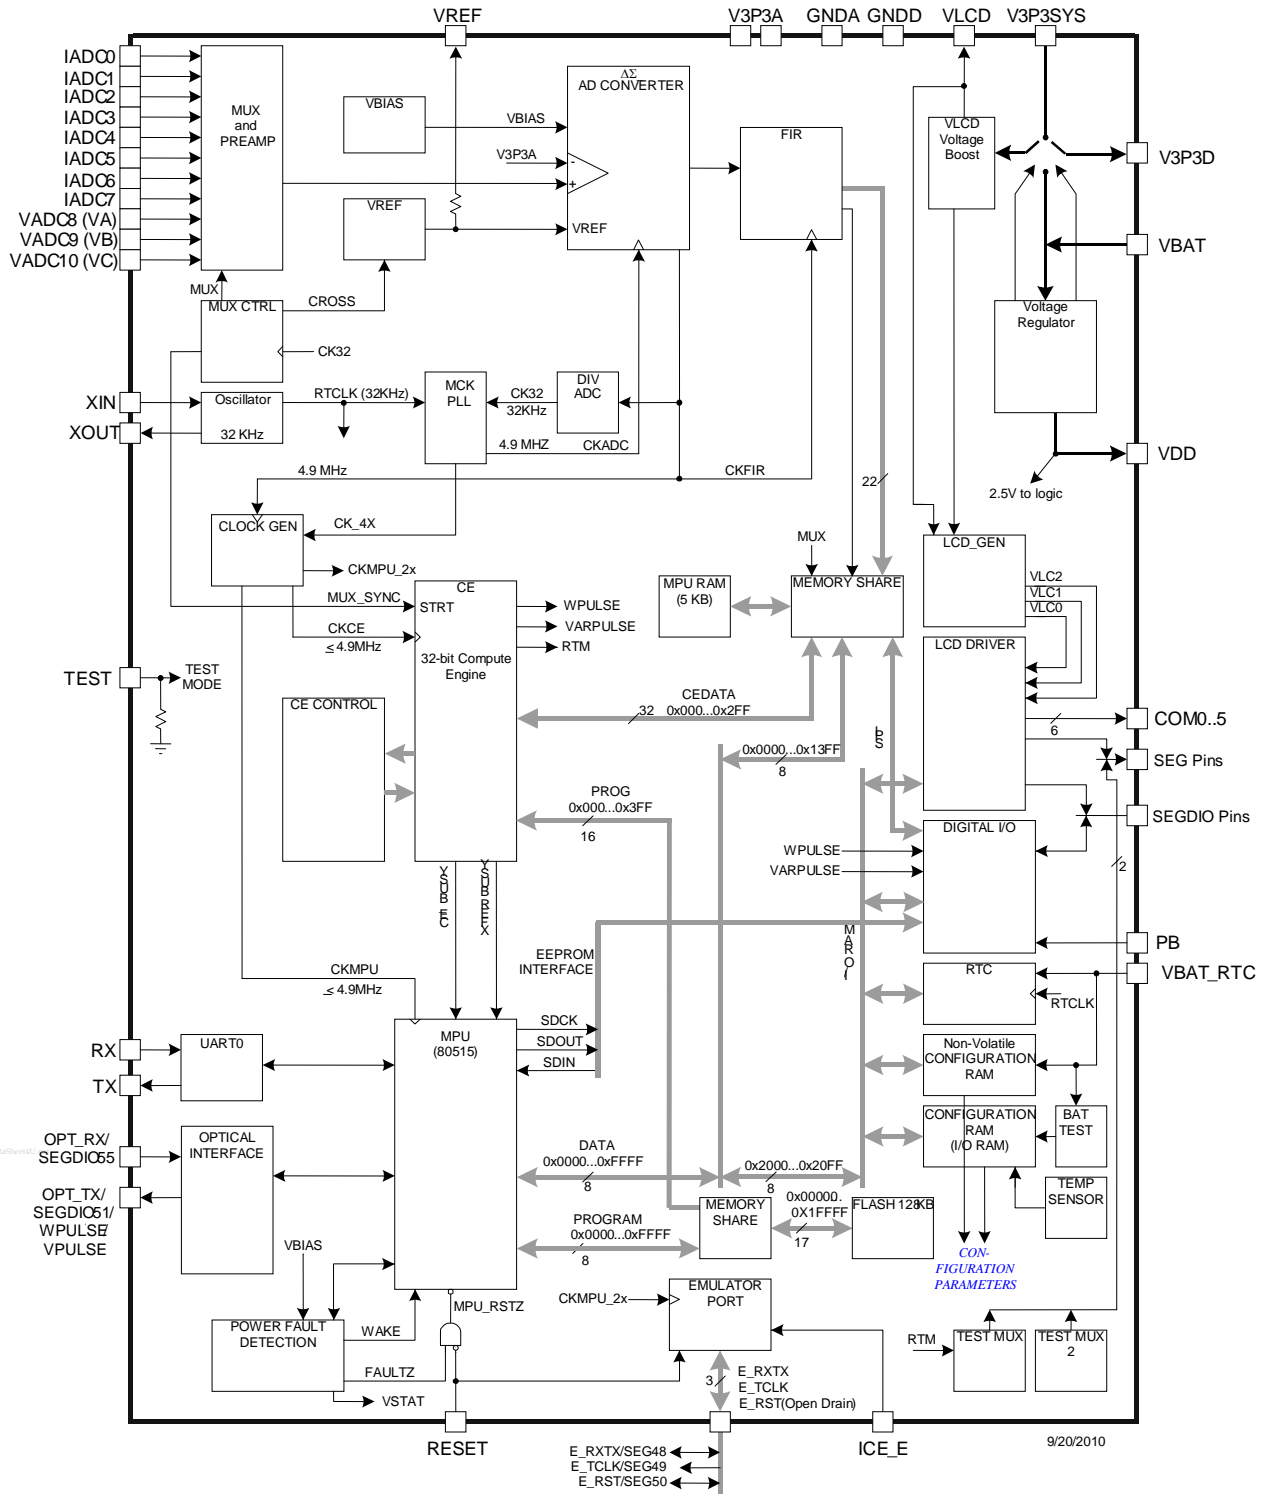 VREF
V3P3A
GNDA
GNDD
VLCD
V3P3SYS
IADC0
IADC1
IADC2
IADC3
IADC4
IADC5
IADC6
IADC7
VADC8 (VA)
VADC9 (VB)
VADC10 (VC)
MUX
and
PREAMP
VBIAS
VBIAS
ΔΣ
AD CONVERTER
V3P3A
-
+
VREF
VREF
FIR
VLCD
Voltage
Boost
V3P3D
VBAT
Voltage
Regulator
VDD
2.5V to logic
MUX
MUX CTRL
CROSS
CK32
XIN
XOUT
Oscillator
32 KHz
RTCLK (32KHz)
MCK
PLL
CK32
32KHz
DIV
ADC
4.9 MHZ
CKADC
4.9 MHz
CKFIR
22
CLOCK GEN
CK_4X
CKMPU_2x
MUX_SYNC
CKCE
≤ 4.9MHz
CE
STRT
32-bit Compute
Engine
WPULSE
VARPULSE
RTM
MUX
MPU RAM
(5 KB)
MEMORY SHARE
LCD_GEN
VLC2
VLC1
VLC0
LCD DRIVER
TEST
TEST
MODE
CE CONTROL
CEDATA
32
0x000...0x2FF
0x0000...0x13FF
8
PROG
0x000...0x3FF
16
COM0..5
6
SEG Pins
SEGDIO Pins
DIGITAL I/O
WPULSE
VARPULSE
2
PB
VBAT_RTC
EEPROM
INTERFACE
RTC
RTCLK
CKMPU
≤ 4.9MHz
MPU
(80515)
SDCK
SDOUT
SDIN
RX
TX
UART0
Non-Volatile
CONFIGURATION
RAM
CONFIGURATION
RAM
(I/O RAM)
BAT
TEST
TEMP
SENSOR
OPT_RX/
SEGDIO55
OPT_TX/
SEGDIO51/
WPULSE/
VPULSE
OPTICAL
INTERFACE
DATA
0x0000...0xFFFF
8
0x2000...0x20FF
8
PROGRAM
0x0000...0xFFFF
8
MEMORY
SHARE
0x00000..
0X1FFFF
17
FLASH 128KB
CON-
FIGURATION
PARAMETERS
VBIAS
POWER FAULT
DETECTION
WAKE
FAULTZ
VSTAT
MPU_RSTZ
CKMPU_2x
EMULATOR
PORT
3
E_RXTX
E_TCLK
E_RST(Open Drain)
RTM
TEST MUX
TEST MUX
2
RESET
ICE_E
9/20/2010
E_RXTX/SEG48
E_TCLK/SEG49
E_RST/SEG50